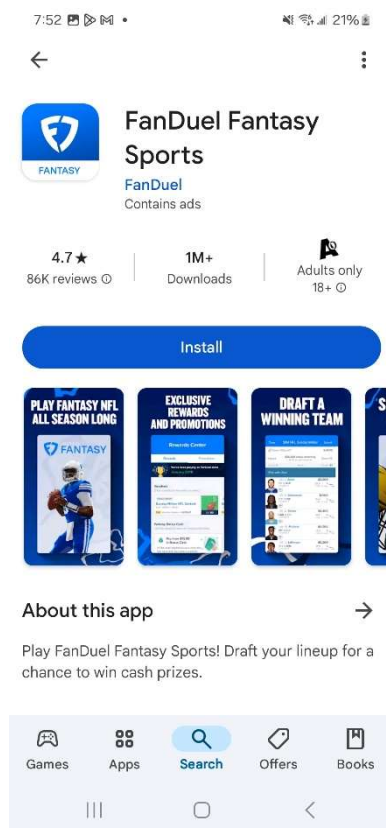 7:52
21%
FanDuel Fantasy
Sports
FANTASY
FanDuel
Contains ads
4.7★
86K reviews
1M+
Downloads
Adults only
18+
Install
PLAY FANTASY NFL
ALL SEASON LONG
FANTASY
EXCLUSIVE
REWARDS
AND PROMOTIONS
Rewards Center
DRAFT A
WINNING TEAM
S
About this app
Play FanDuel Fantasy Sports! Draft your lineup for a
chance to win cash prizes.
Games
Apps
Search
Offers
Books